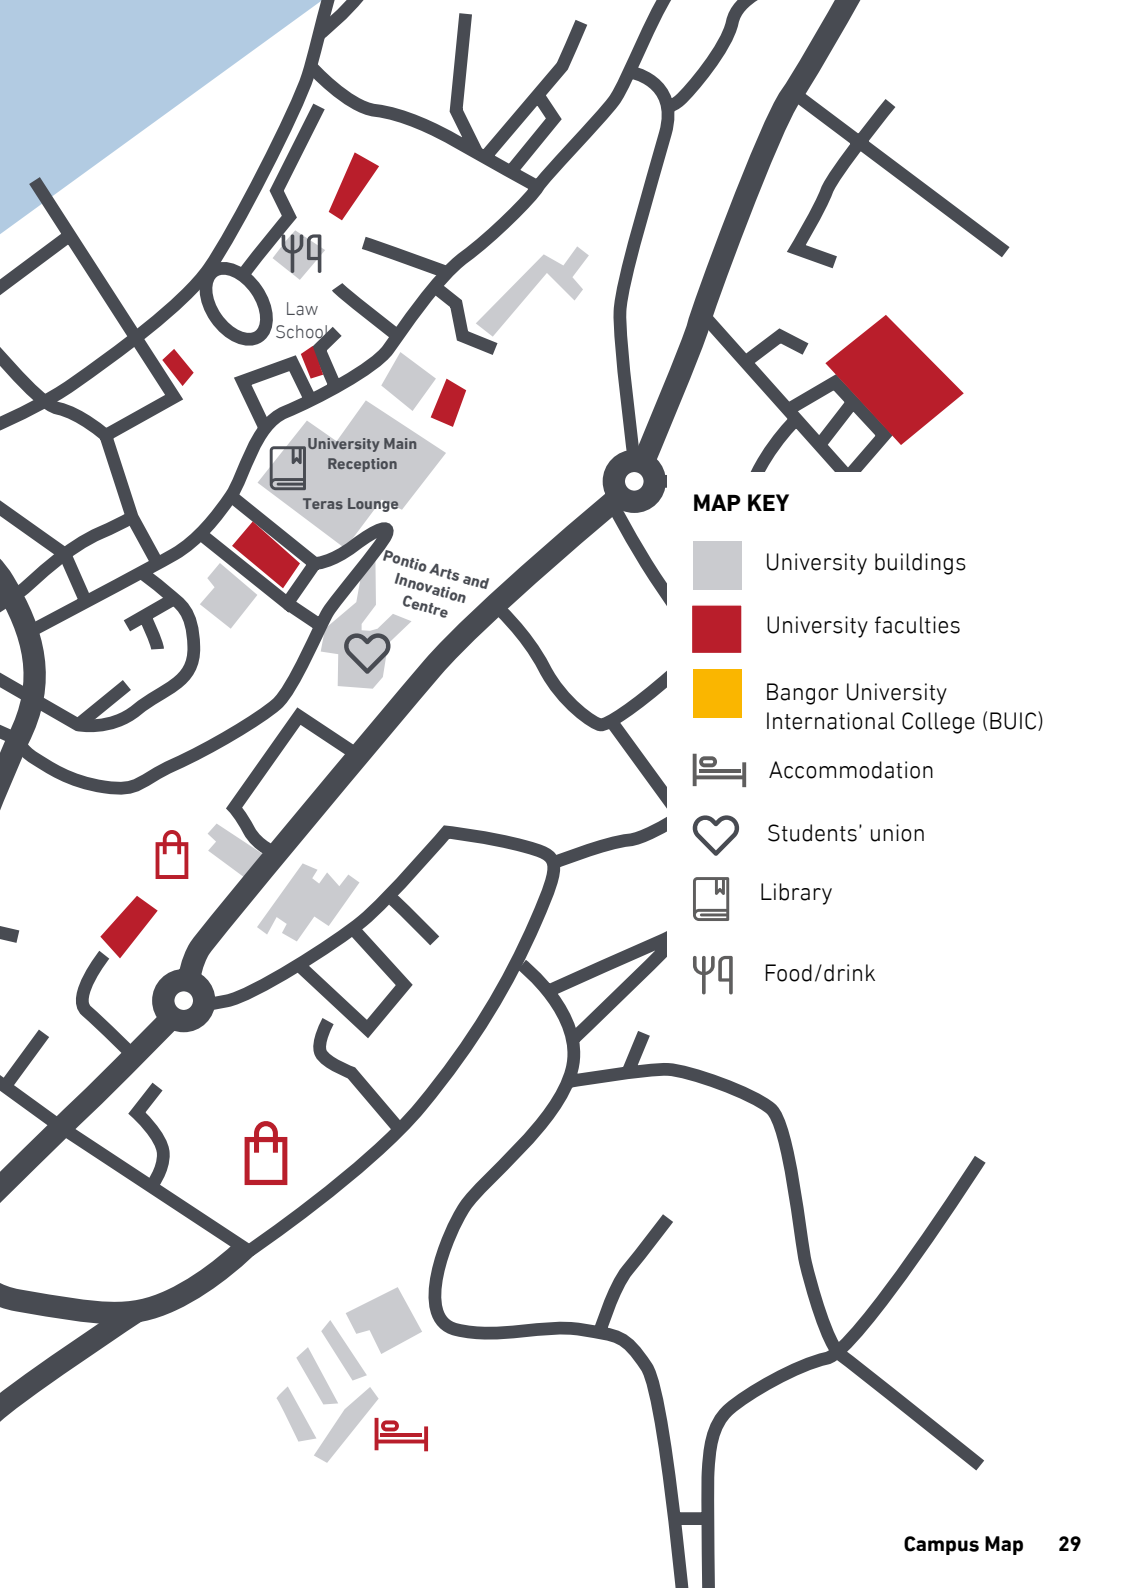 Law
School
University Main
Reception
Teras Lounge
Pontio Arts and
Innovation
Centre
MAP KEY
University buildings
University faculties
Bangor University
International College (BUIC)
Accommodation
Students’ union
Library
Food/drink
Campus Map 29